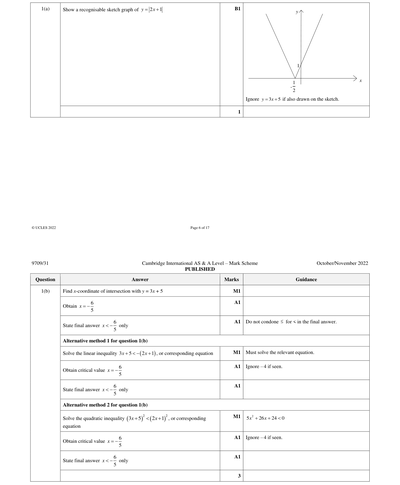 1(a) Show a recognisable sketch graph of y = |2x+1| B1
y
1
x
-1/2
Ignore y = 3x+5 if also drawn on the sketch.
1
© UCLES 2022 Page 6 of 17
9709/31 Cambridge International AS & A Level – Mark Scheme October/November 2022
PUBLISHED
Question Answer Marks Guidance
1(b) Find x-coordinate of intersection with y = 3x + 5 M1
Obtain x = -6/5 A1
State final answer x < -6/5 only A1 Do not condone ⩽ for < in the final answer.
Alternative method 1 for question 1(b)
Solve the linear inequality 3x+5 < -(2x+1), or corresponding equation M1 Must solve the relevant equation.
Obtain critical value x = -6/5 A1 Ignore –4 if seen.
State final answer x < -6/5 only A1
Alternative method 2 for question 1(b)
Solve the quadratic inequality (3x+5)² < (2x+1)², or corresponding M1 5x² + 26x + 24 < 0
equation
Obtain critical value x = -6/5 A1 Ignore –4 if seen.
State final answer x < -6/5 only A1
3